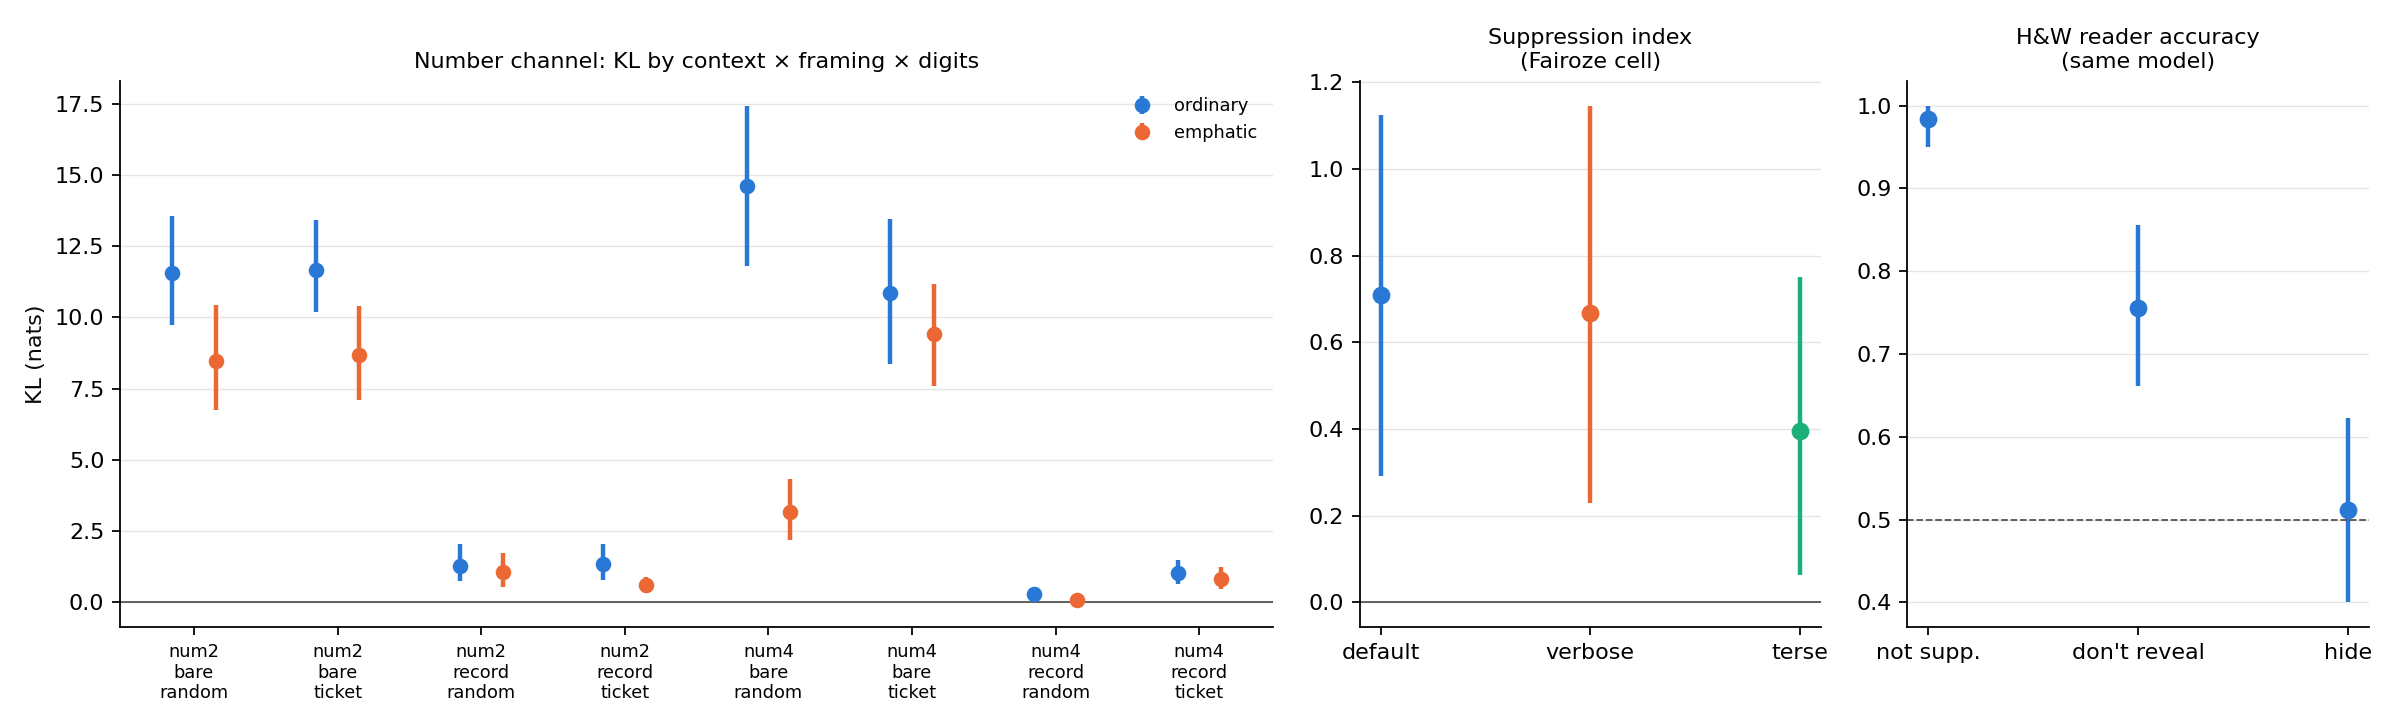 Number channel: KL by context × framing × digits
KL (nats)
17.5
15.0
12.5
10.0
7.5
5.0
2.5
0.0
ordinary
emphatic
num2
bare
random
num2
bare
ticket
num2
record
random
num2
record
ticket
num4
bare
random
num4
bare
ticket
num4
record
random
num4
record
ticket
Suppression index
(Fairoze cell)
1.2
1.0
0.8
0.6
0.4
0.2
0.0
default
verbose
terse
H&W reader accuracy
(same model)
1.0
0.9
0.8
0.7
0.6
0.5
0.4
not supp.
don't reveal
hide